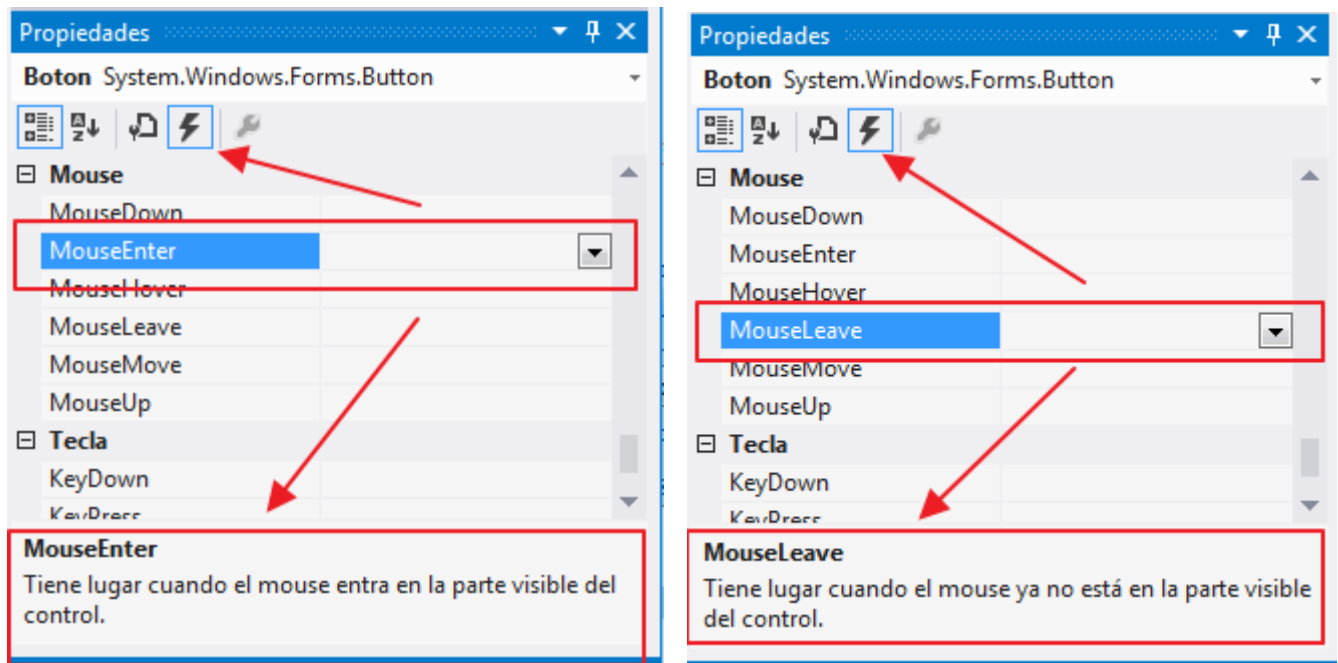 Propiedades
Boton System.Windows.Forms.Button
Mouse
MouseDown
MouseEnter
MouseHover
MouseLeave
MouseMove
MouseUp
Tecla
KeyDown
KeyPress
MouseEnter
Tiene lugar cuando el mouse entra en la parte visible del
control.
Propiedades
Boton System.Windows.Forms.Button
Mouse
MouseDown
MouseEnter
MouseHover
MouseLeave
MouseMove
MouseUp
Tecla
KeyDown
KeyPress
MouseLeave
Tiene lugar cuando el mouse ya no está en la parte visible
del control.